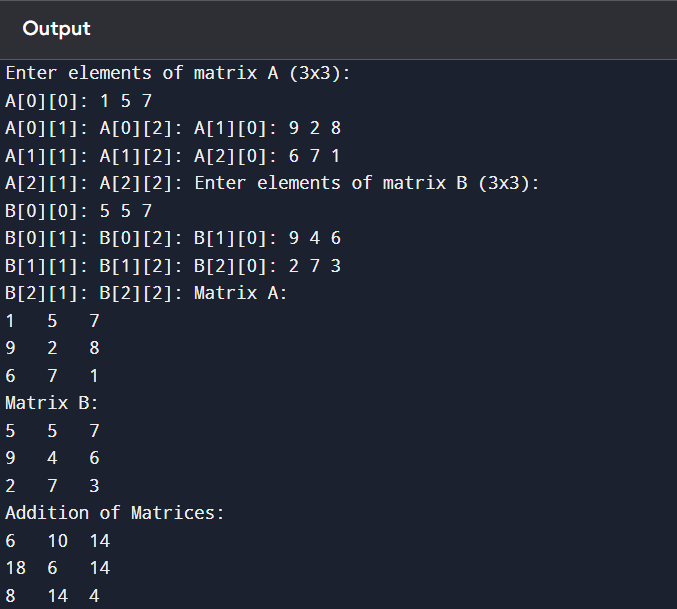 Output
Enter elements of matrix A (3x3):
A[0][0]: 1 5 7
A[0][1]: A[0][2]: A[1][0]: 9 2 8
A[1][1]: A[1][2]: A[2][0]: 6 7 1
A[2][1]: A[2][2]: Enter elements of matrix B (3x3):
B[0][0]: 5 5 7
B[0][1]: B[0][2]: B[1][0]: 9 4 6
B[1][1]: B[1][2]: B[2][0]: 2 7 3
B[2][1]: B[2][2]: Matrix A:
1   5   7
9   2   8
6   7   1
Matrix B:
5   5   7
9   4   6
2   7   3
Addition of Matrices:
6   10  14
18  6   14
8   14  4